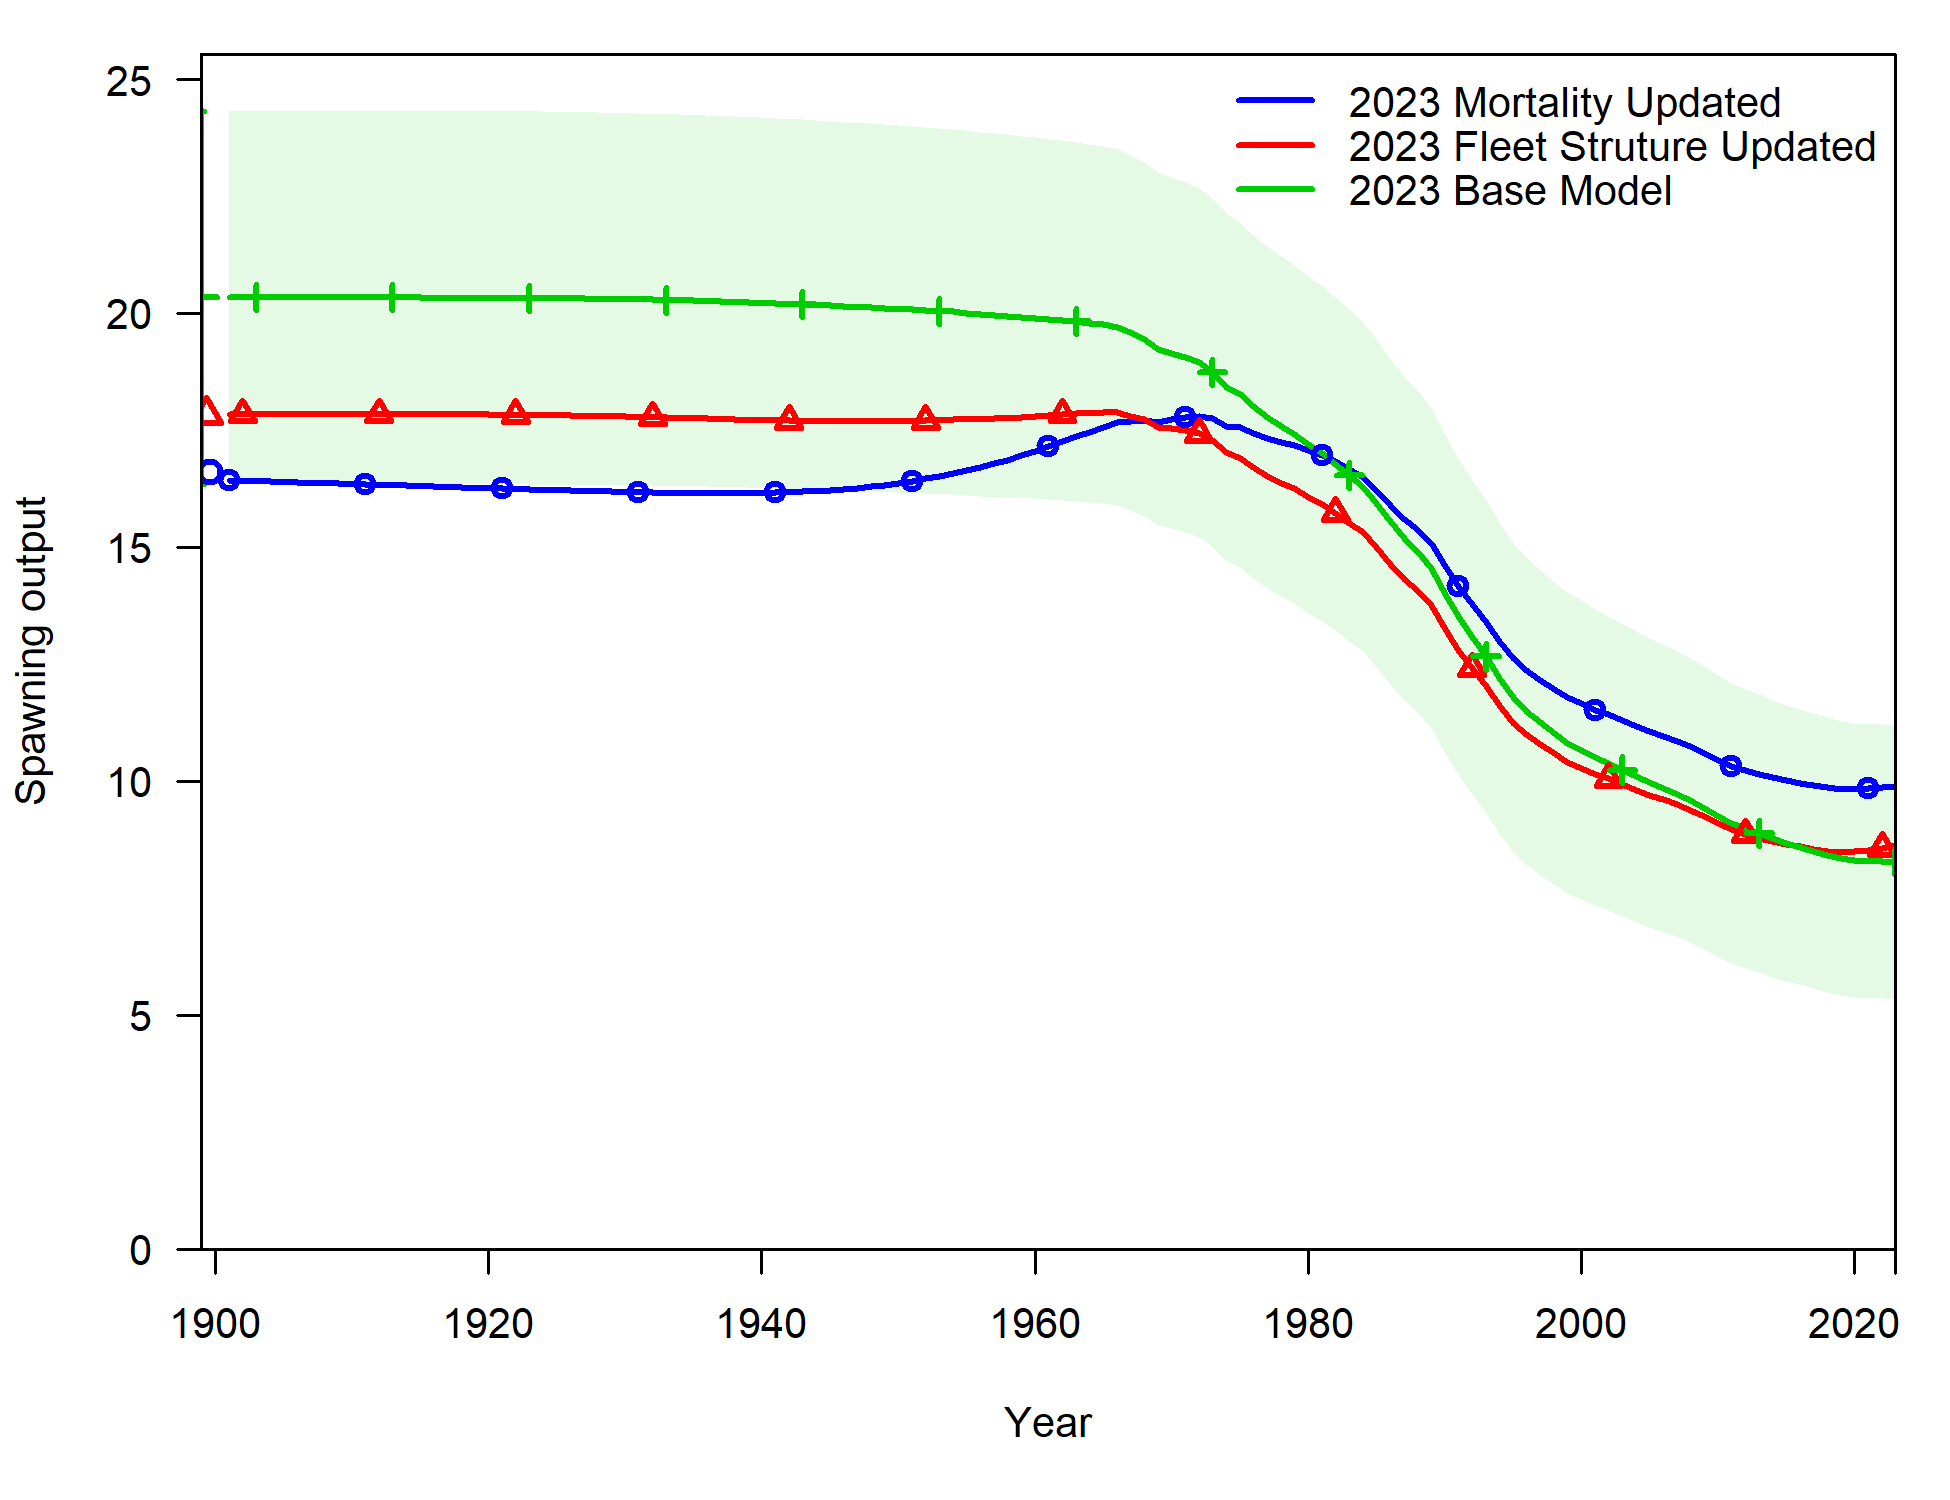 25
20
15
10
5
0
Spawning output
2023 Mortality Updated
2023 Fleet Struture Updated
2023 Base Model
1900 1920 1940 1960 1980 2000 2020
Year